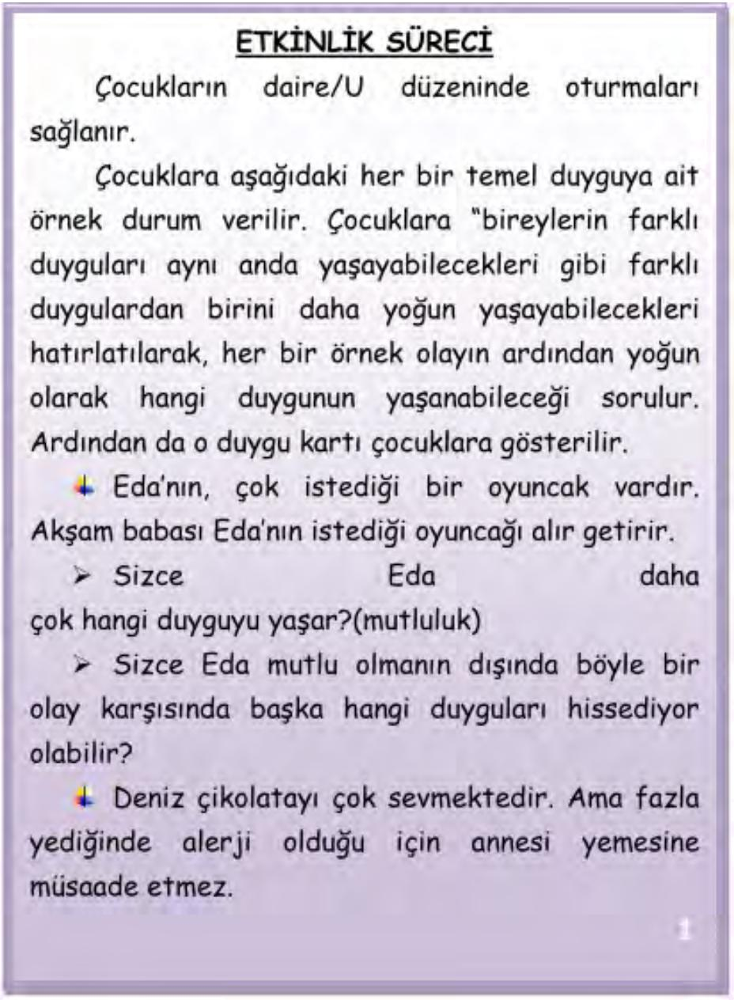 ETKİNLİK SÜRECİ
Çocukların daire/U düzeninde oturmaları
sağlanır.
Çocuklara aşağıdaki her bir temel duyguya ait
örnek durum verilir. Çocuklara “bireylerin farklı
duyguları aynı anda yaşayabilecekleri gibi farklı
duygulardan birini daha yoğun yaşayabilecekleri
hatırlatılarak, her bir örnek olayın ardından yoğun
olarak hangi duygunun yaşanabileceği sorulur.
Ardından da o duygu kartı çocuklara gösterilir.
Eda’nın, çok istediği bir oyuncak vardır.
Akşam babası Eda’nın istediği oyuncağı alır getirir.
➢ Sizce Eda daha
çok hangi duyguyu yaşar?(mutluluk)
➢ Sizce Eda mutlu olmanın dışında böyle bir
olay karşısında başka hangi duyguları hissediyor
olabilir?
Deniz çikolatayı çok sevmektedir. Ama fazla
yediğinde alerji olduğu için annesi yemesine
müsaade etmez.
1